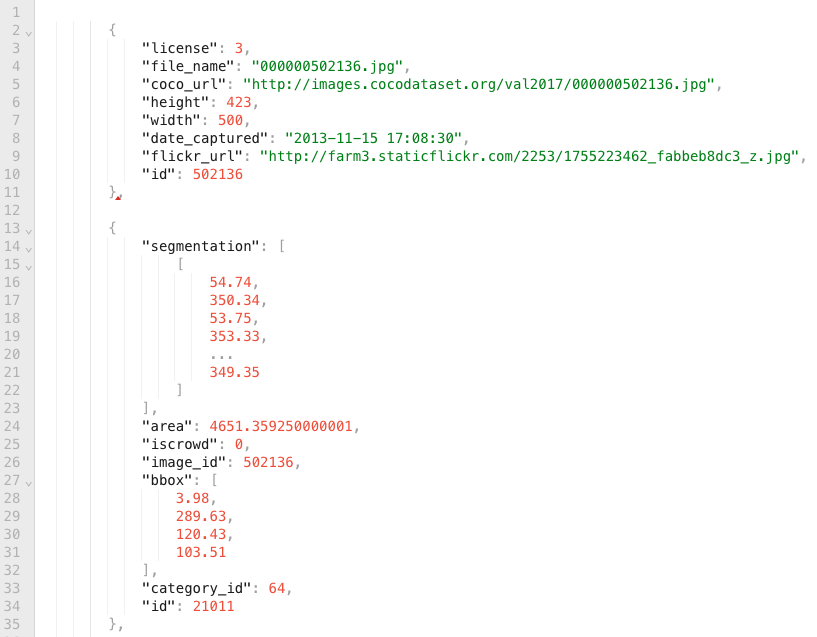 1
2 {
3 "license": 3,
4 "file_name": "000000502136.jpg",
5 "coco_url": "http://images.cocodataset.org/val2017/000000502136.jpg",
6 "height": 423,
7 "width": 500,
8 "date_captured": "2013-11-15 17:08:30",
9 "flickr_url": "http://farm3.staticflickr.com/2253/1755223462_fabbeb8dc3_z.jpg",
10 "id": 502136
11 },
12
13 {
14 "segmentation": [
15 [
16 54.74,
17 350.34,
18 53.75,
19 353.33,
20 ...
21 349.35
22 ]
23 ],
24 "area": 4651.359250000001,
25 "iscrowd": 0,
26 "image_id": 502136,
27 "bbox": [
28 3.98,
29 289.63,
30 120.43,
31 103.51
32 ],
33 "category_id": 64,
34 "id": 21011
35 },